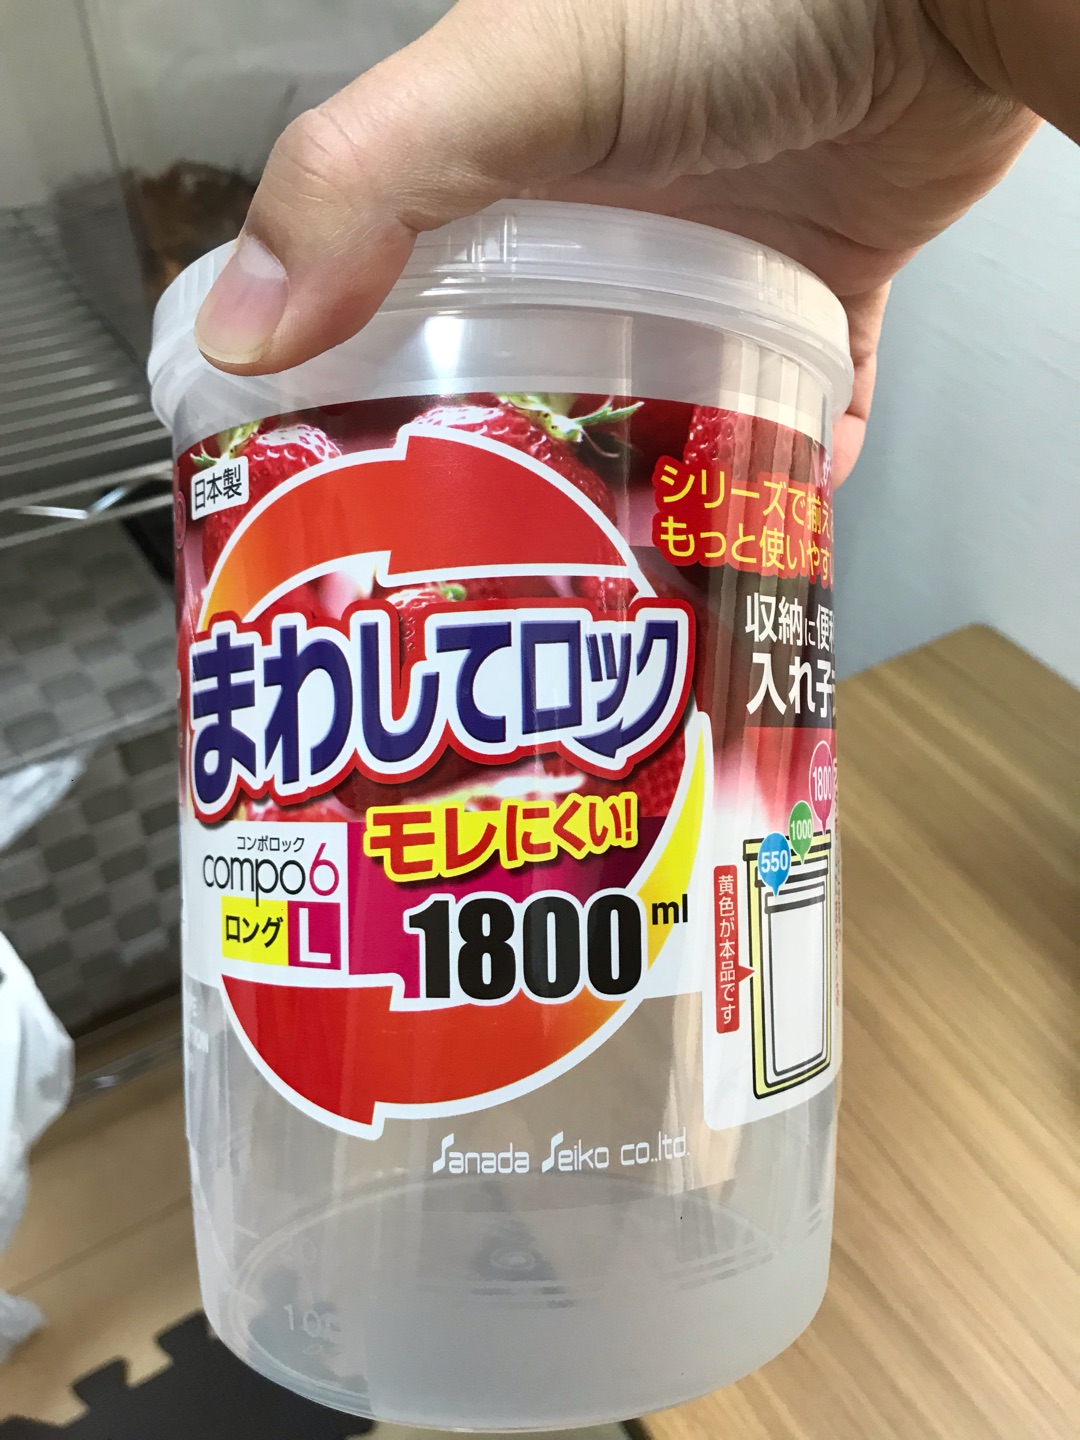 日本製
まわしてロック
モレにくい!
コンポロック
compo6
ロング L
1800 ml
Sanada Seiko co.,ltd.
シリーズで揃え
もっと使いやす
収納に便
入れ子
1800
1000
550
黄色が本品です